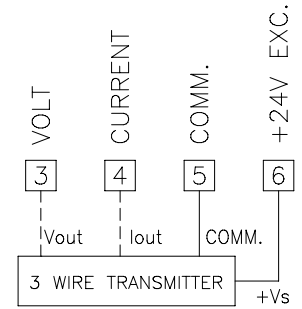 VOLT
CURRENT
COMM.
+24V EXC.
3
4
5
6
Vout
Iout
COMM.
3 WIRE TRANSMITTER
+Vs